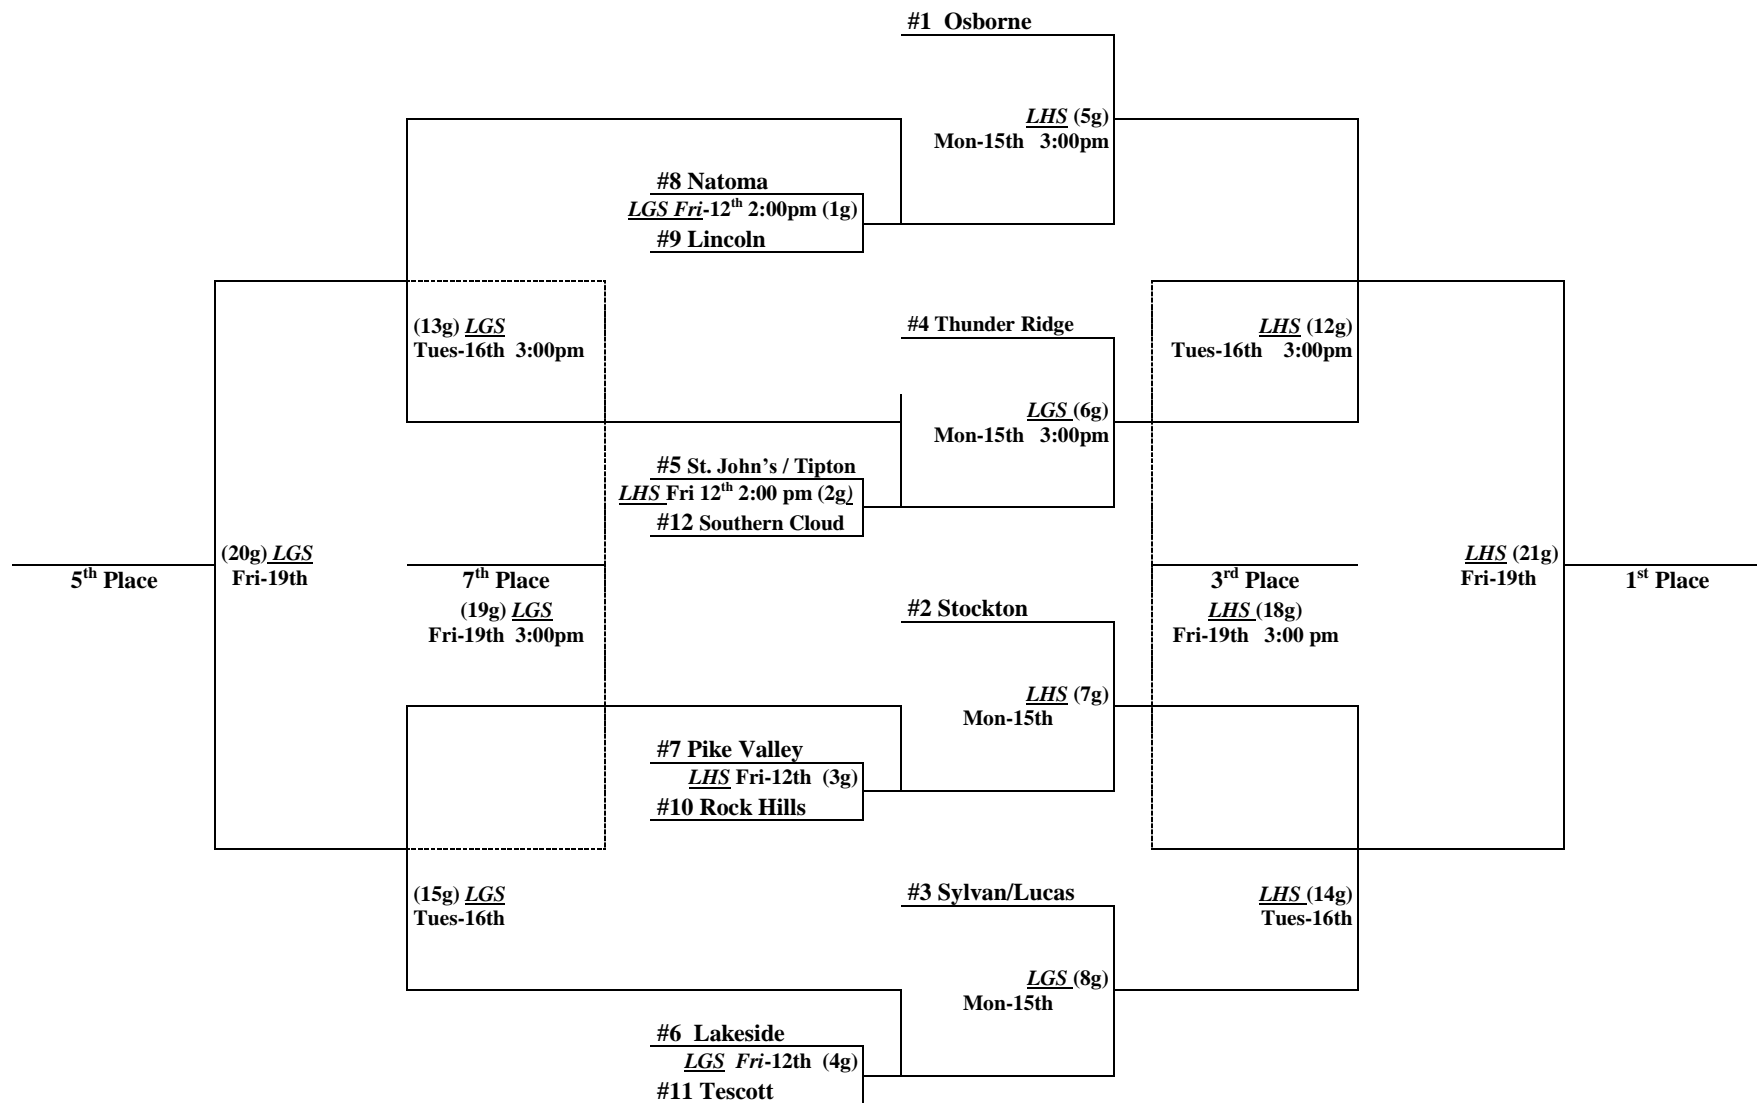 #1 Osborne
LHS (5g)
Mon-15th 3:00pm
#8 Natoma
LGS Fri-12th 2:00pm (1g)
#9 Lincoln
(13g) LGS
Tues-16th 3:00pm
#4 Thunder Ridge
LHS (12g)
Tues-16th 3:00pm
LGS (6g)
Mon-15th 3:00pm
#5 St. John's / Tipton
LHS Fri 12th 2:00 pm (2g)
#12 Southern Cloud
(20g) LGS
Fri-19th
5th Place
7th Place
(19g) LGS
Fri-19th 3:00pm
3rd Place
LHS (18g)
Fri-19th 3:00 pm
LHS (21g)
Fri-19th
1st Place
#2 Stockton
LHS (7g)
Mon-15th
#7 Pike Valley
LHS Fri-12th (3g)
#10 Rock Hills
(15g) LGS
Tues-16th
#3 Sylvan/Lucas
LHS (14g)
Tues-16th
LGS (8g)
Mon-15th
#6 Lakeside
LGS Fri-12th (4g)
#11 Tescott